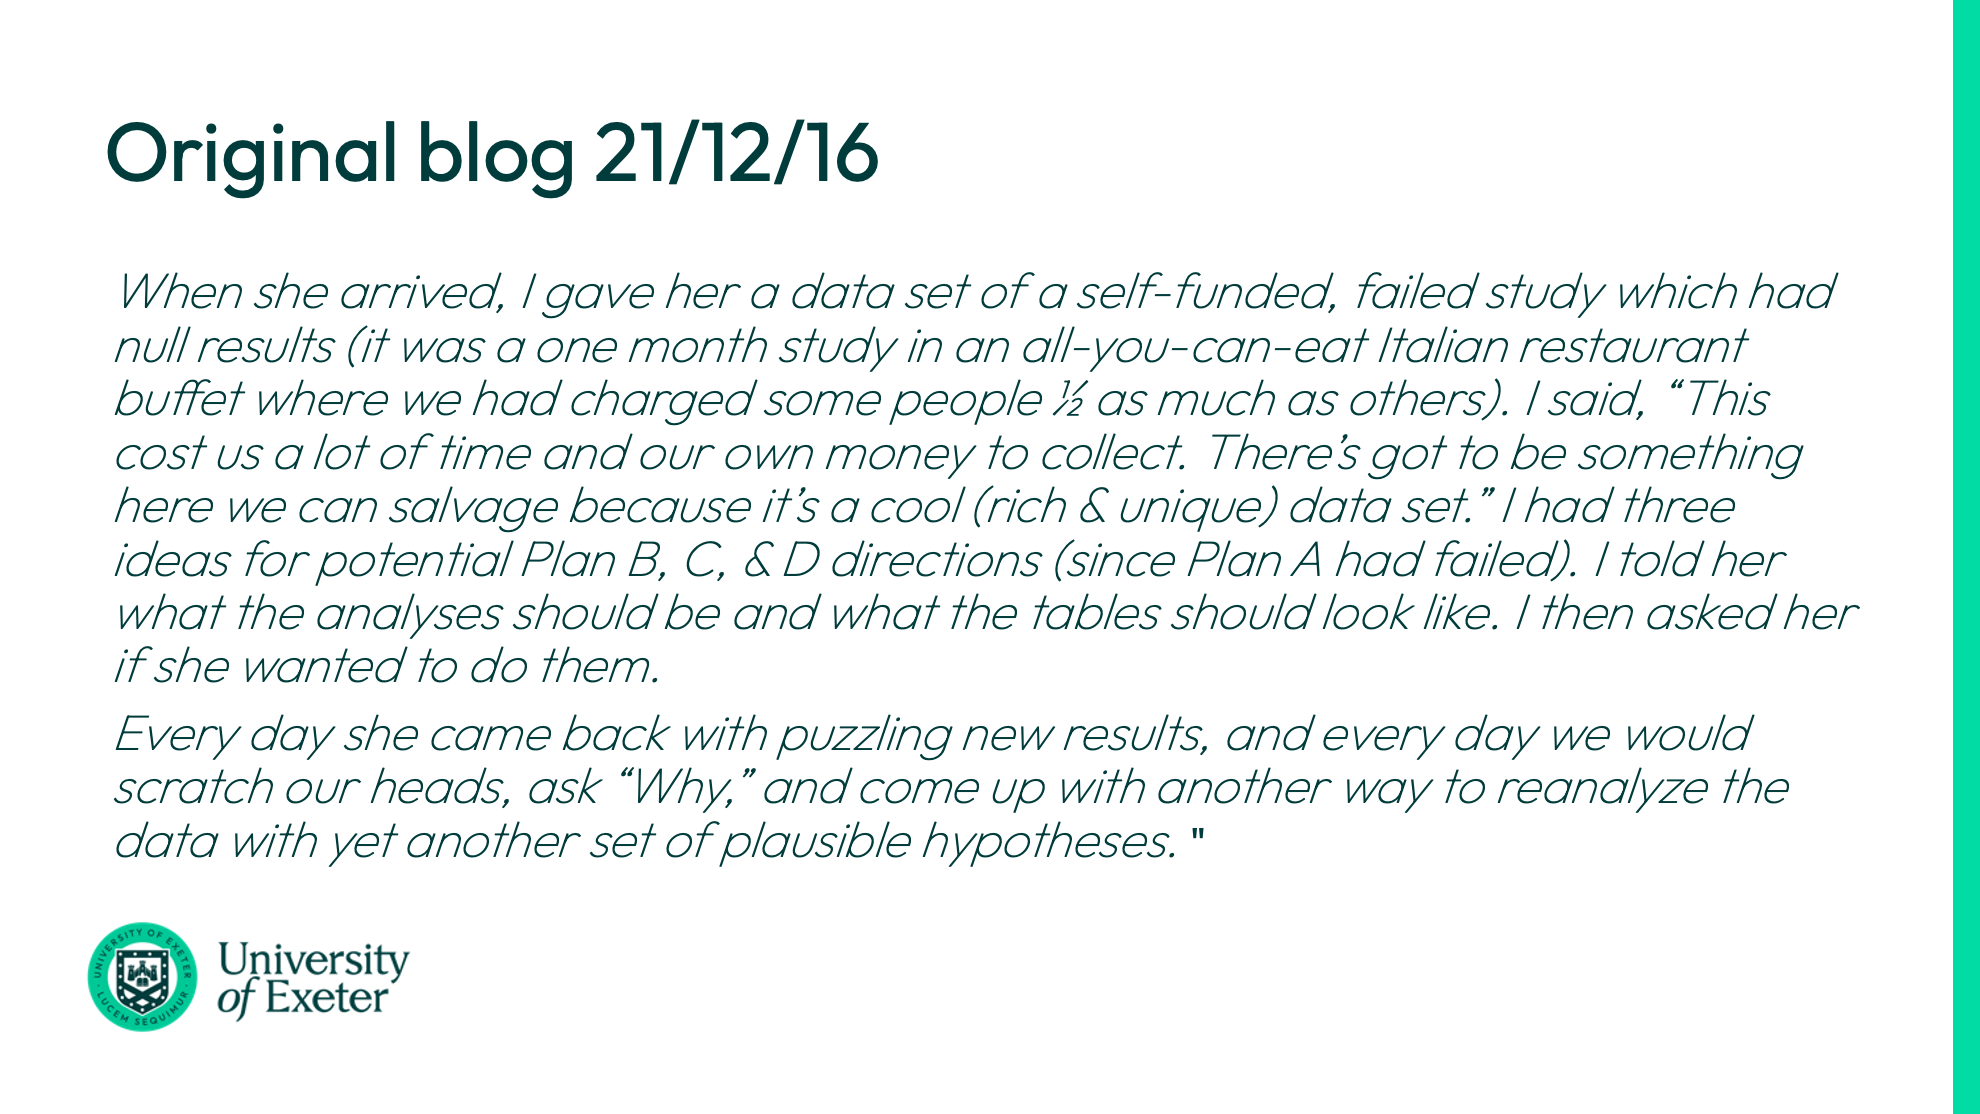 Original blog 21/12/16
When she arrived, I gave her a data set of a self-funded, failed study which had
null results (it was a one month study in an all-you-can-eat Italian restaurant
buffet where we had charged some people ½ as much as others). I said, “This
cost us a lot of time and our own money to collect. There’s got to be something
here we can salvage because it’s a cool (rich & unique) data set.” I had three
ideas for potential Plan B, C, & D directions (since Plan A had failed). I told her
what the analyses should be and what the tables should look like. I then asked her
if she wanted to do them.
Every day she came back with puzzling new results, and every day we would
scratch our heads, ask “Why,” and come up with another way to reanalyze the
data with yet another set of plausible hypotheses. "
UNIVERSITY OF EXETER
LUCEM SEQUIMUR
University
of Exeter